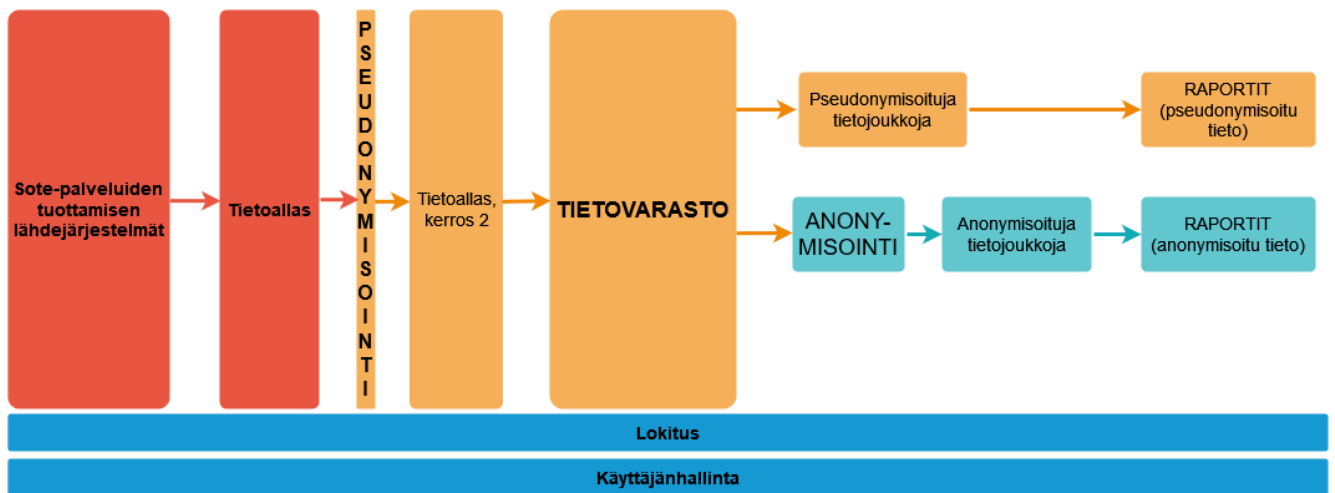 Sote-palveluiden
tuottamisen
lähdejärjestelmät
Tietoallas
PSEUDONYMISOINTI
Tietoallas,
kerros 2
TIETOVARASTO
Pseudonymisoituja
tietojoukkoja
RAPORTIT
(pseudonymisoitu
tieto)
ANONY-
MISOINTI
Anonymisoituja
tietojoukkoja
RAPORTIT
(anonymisoitu tieto)
Lokitus
Käyttäjänhallinta